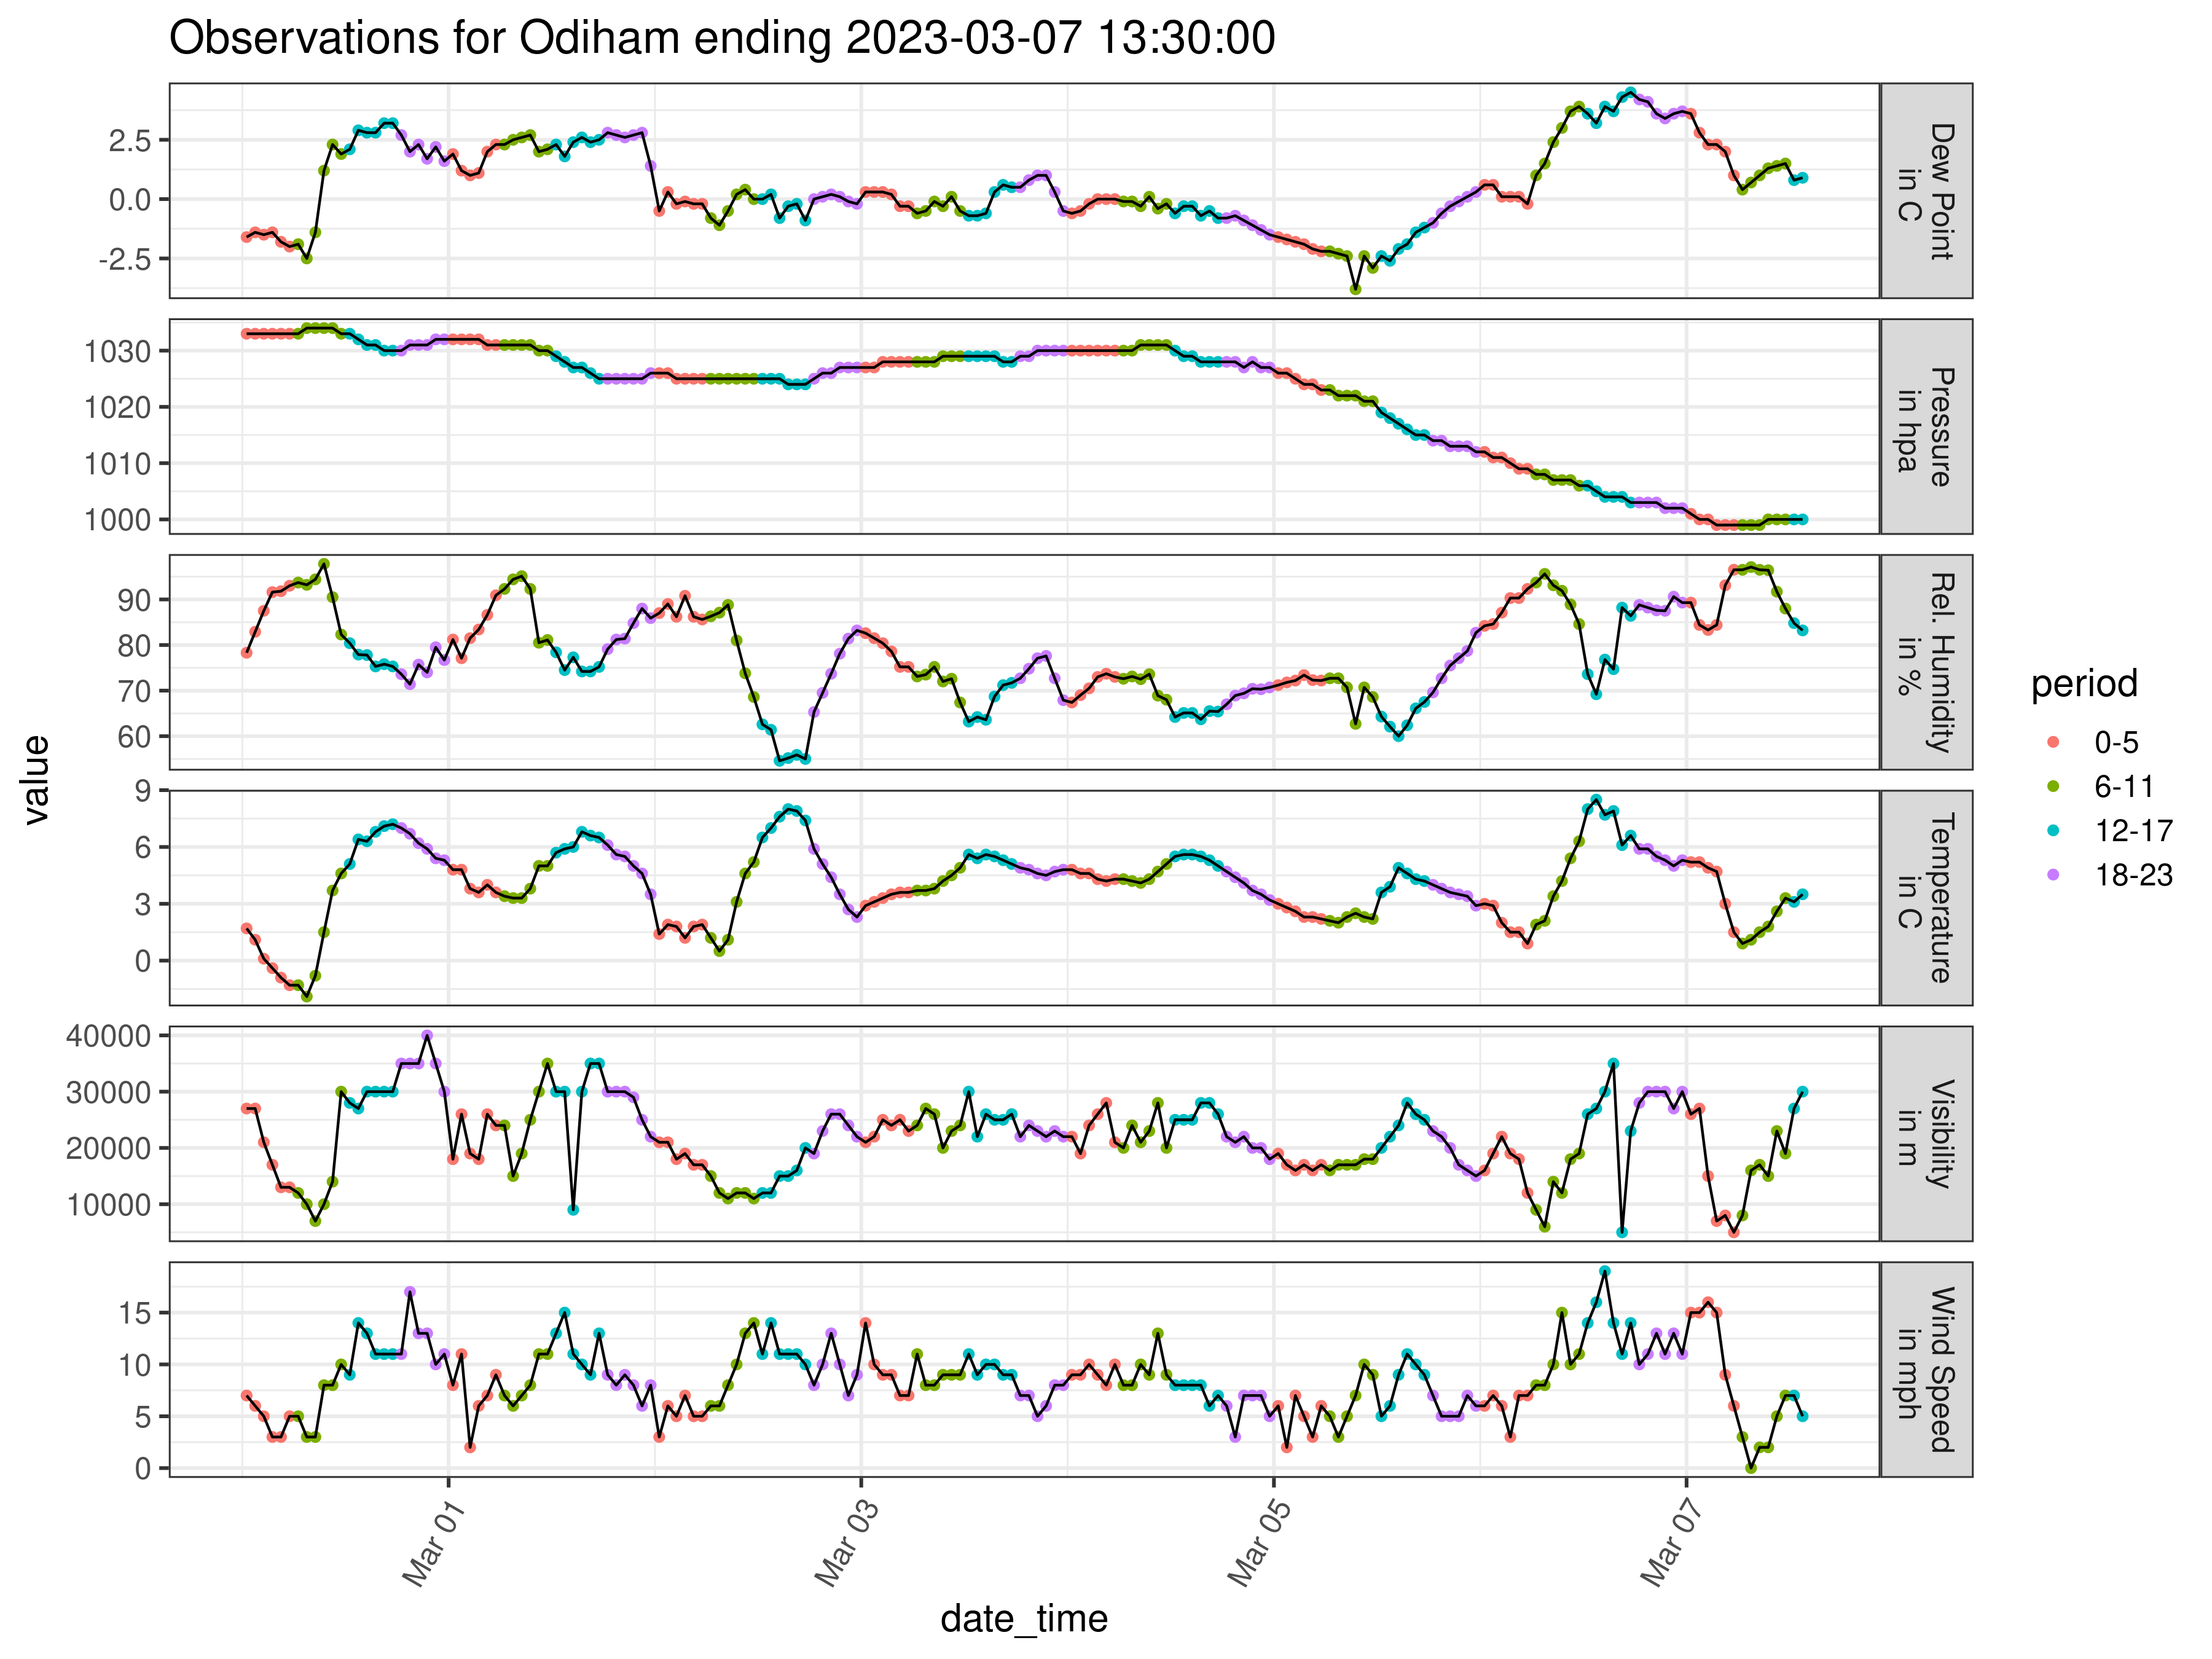 Observations for Odiham ending 2023-03-07 13:30:00
2.5
0.0
-2.5
Dew Point
in C
1030
1020
1010
1000
Pressure
in hpa
90
80
70
60
Rel. Humidity
in %
9
6
3
0
Temperature
in C
40000
30000
20000
10000
Visibility
in m
15
10
5
0
Wind Speed
in mph
value
Mar 01
Mar 03
Mar 05
Mar 07
date_time
period
0-5
6-11
12-17
18-23